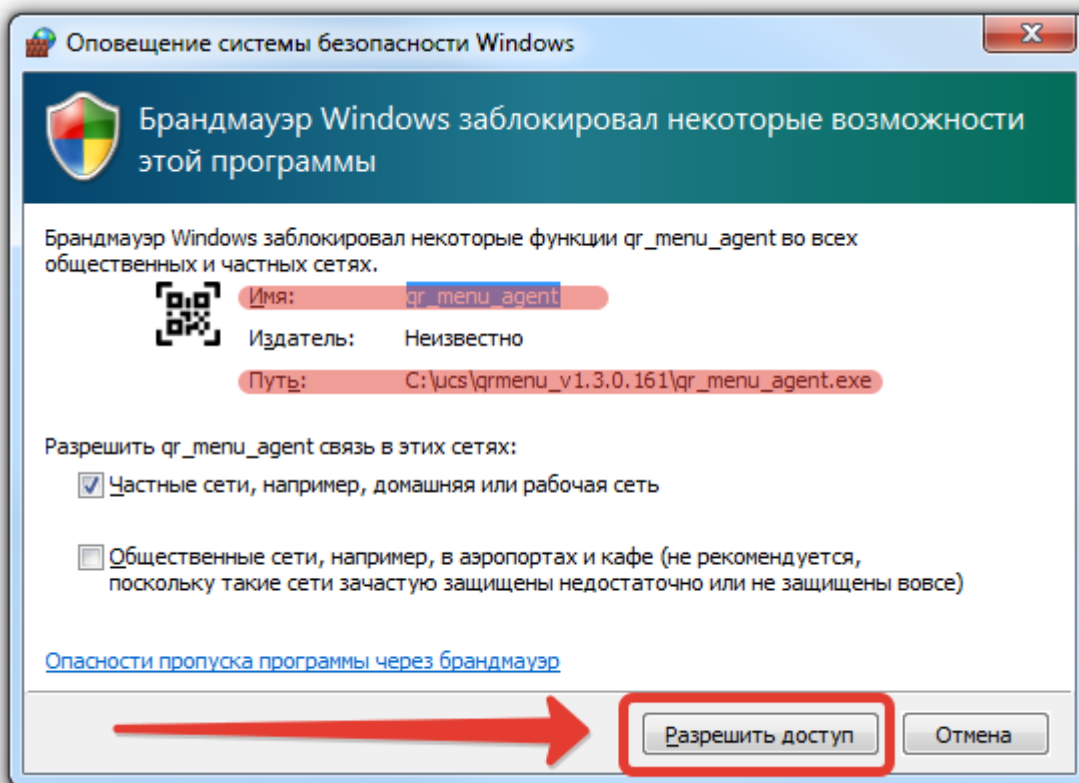 Оповещение системы безопасности Windows
Брандмауэр Windows заблокировал некоторые возможности
этой программы
Брандмауэр Windows заблокировал некоторые функции qr_menu_agent во всех
общественных и частных сетях.
Имя: qr_menu_agent
Издатель: Неизвестно
Путь: C:\ucs\qrmenu_v1.3.0.161\qr_menu_agent.exe
Разрешить qr_menu_agent связь в этих сетях:
Частные сети, например, домашняя или рабочая сеть
Общественные сети, например, в аэропортах и кафе (не рекомендуется,
поскольку такие сети зачастую защищены недостаточно или не защищены вовсе)
Опасности пропуска программы через брандмауэр
Разрешить доступ Отмена